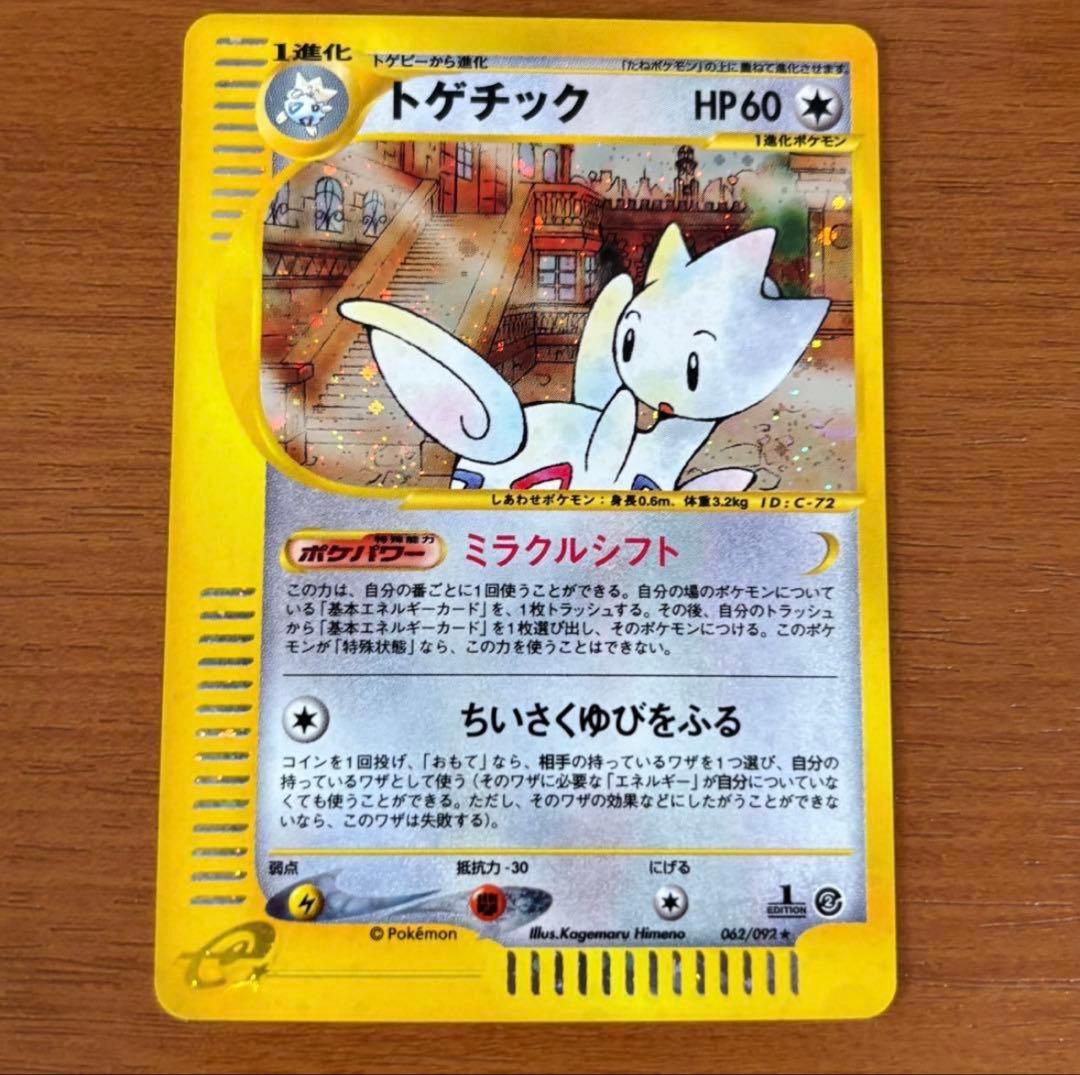 1進化
トゲピーから進化
「たねポケモン」の上に重ねて進化させます。
トゲチック
HP60
1進化ポケモン
しあわせポケモン：身長0.6m、体重3.2kg ID:C-72
特殊能力
ポケパワー
ミラクルシフト
この力は、自分の番ごとに1回使うことができる。自分の場のポケモンについて
いる「基本エネルギーカード」を、1枚トラッシュする。その後、自分のトラッシュ
から「基本エネルギーカード」を1枚選び出し、そのポケモンにつける。このポケ
モンが「特殊状態」なら、この力を使うことはできない。
ちいさくゆびをふる
コインを1回投げ、「おもて」なら、相手の持っているワザを1つ選び、自分の
持っているワザとして使う（そのワザに必要な「エネルギー」が自分についていな
くても使うことができる。ただし、そのワザの効果などにしたがうことができな
いなら、このワザは失敗する）。
弱点
抵抗力 -30
にげる
1
EDITION
2
©Pokémon
Illus.Kagemaru Himeno
062/092★
e